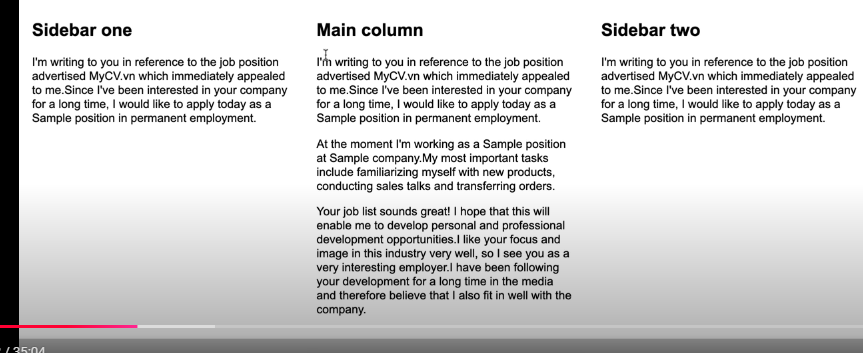 Sidebar one
I'm writing to you in reference to the job position
advertised MyCV.vn which immediately appealed
to me.Since I've been interested in your company
for a long time, I would like to apply today as a
Sample position in permanent employment.
Main column
I'm writing to you in reference to the job position
advertised MyCV.vn which immediately appealed
to me.Since I've been interested in your company
for a long time, I would like to apply today as a
Sample position in permanent employment.
At the moment I'm working as a Sample position
at Sample company.My most important tasks
include familiarizing myself with new products,
conducting sales talks and transferring orders.
Your job list sounds great! I hope that this will
enable me to develop personal and professional
development opportunities.I like your focus and
image in this industry very well, so I see you as a
very interesting employer.I have been following
your development for a long time in the media
and therefore believe that I also fit in well with the
company.
Sidebar two
I'm writing to you in reference to the job position
advertised MyCV.vn which immediately appealed
to me.Since I've been interested in your company
for a long time, I would like to apply today as a
Sample position in permanent employment.
/ 35:04